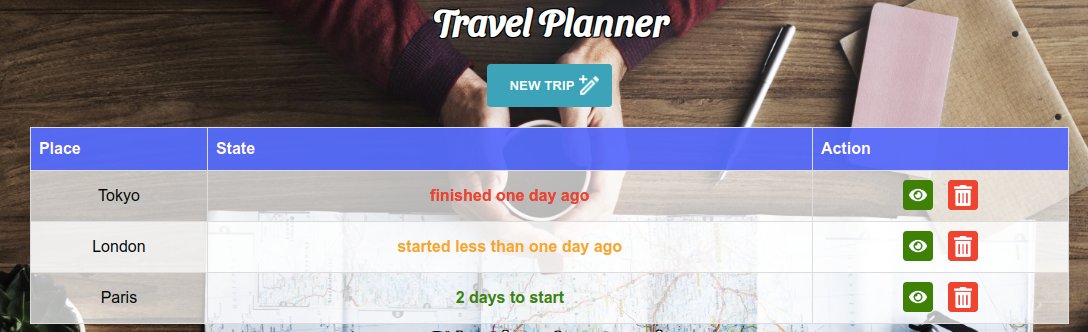 Travel Planner
NEW TRIP
Place State Action
Tokyo finished one day ago
London started less than one day ago
Paris 2 days to start